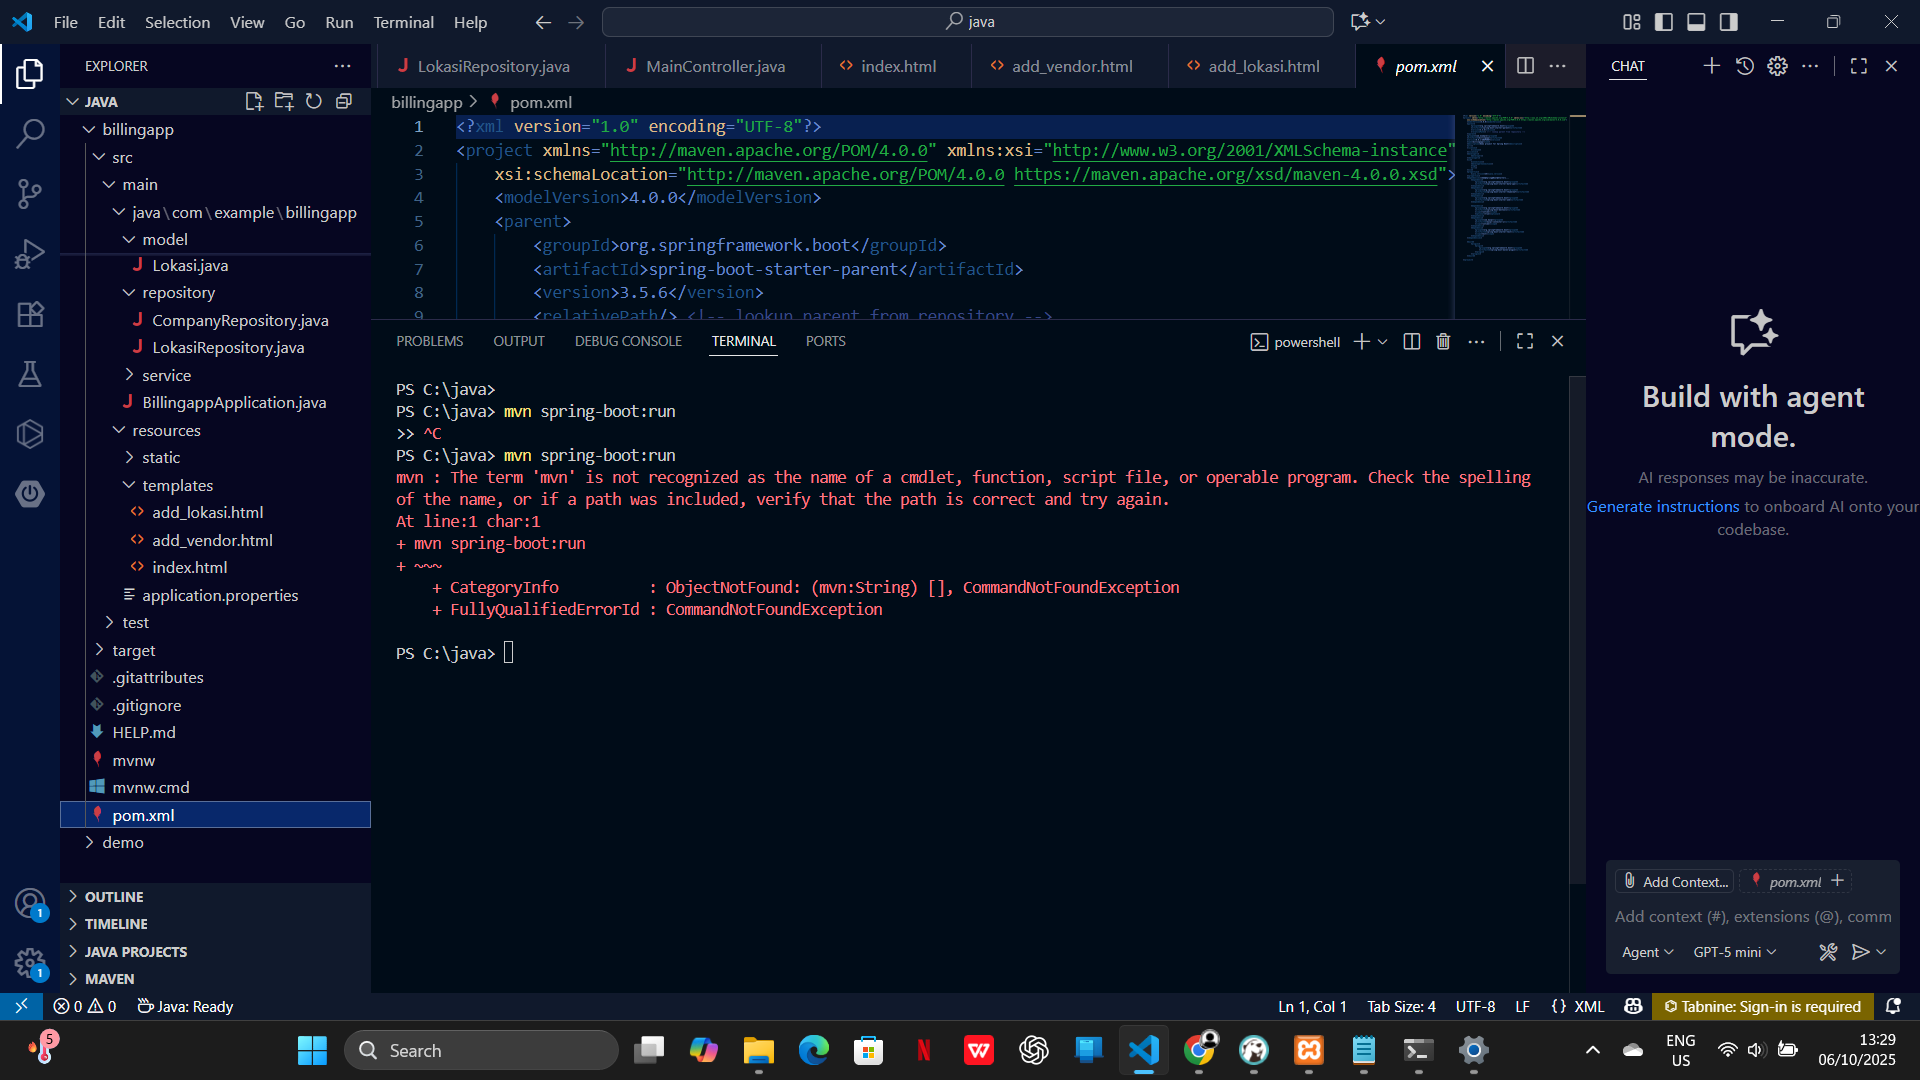 File Edit Selection View Go Run Terminal Help
java
EXPLORER
JAVA
billingapp
src
main
java\com\example\billingapp
model
Lokasi.java
repository
CompanyRepository.java
LokasiRepository.java
service
BillingappApplication.java
resources
static
templates
add_lokasi.html
add_vendor.html
index.html
application.properties
test
target
.gitattributes
.gitignore
HELP.md
mvnw
mvnw.cmd
pom.xml
demo
OUTLINE
TIMELINE
JAVA PROJECTS
MAVEN
LokasiRepository.java MainController.java index.html add_vendor.html add_lokasi.html pom.xml
billingapp > pom.xml
1 <?xml version="1.0" encoding="UTF-8"?>
2 <project xmlns="http://maven.apache.org/POM/4.0.0" xmlns:xsi="http://www.w3.org/2001/XMLSchema-instance"
3 xsi:schemaLocation="http://maven.apache.org/POM/4.0.0 https://maven.apache.org/xsd/maven-4.0.0.xsd">
4 <modelVersion>4.0.0</modelVersion>
5 <parent>
6 <groupId>org.springframework.boot</groupId>
7 <artifactId>spring-boot-starter-parent</artifactId>
8 <version>3.5.6</version>
9 <relativePath/> <!-- lookup parent from repository -->
PROBLEMS OUTPUT DEBUG CONSOLE TERMINAL PORTS
powershell
PS C:\java>
PS C:\java> mvn spring-boot:run
>> ^C
PS C:\java> mvn spring-boot:run
mvn : The term 'mvn' is not recognized as the name of a cmdlet, function, script file, or operable program. Check the spelling
of the name, or if a path was included, verify that the path is correct and try again.
At line:1 char:1
+ mvn spring-boot:run
+ ~~~
+ CategoryInfo : ObjectNotFound: (mvn:String) [], CommandNotFoundException
+ FullyQualifiedErrorId : CommandNotFoundException
PS C:\java>
CHAT
Build with agent
mode.
AI responses may be inaccurate.
Generate instructions to onboard AI onto your
codebase.
Add Context... pom.xml +
Add context (#), extensions (@), comm
Agent GPT-5 mini
1
1
0 0 Java: Ready
Ln 1, Col 1 Tab Size: 4 UTF-8 LF {} XML Tabnine: Sign-in is required
5
Search
ENG
US
13:29
06/10/2025